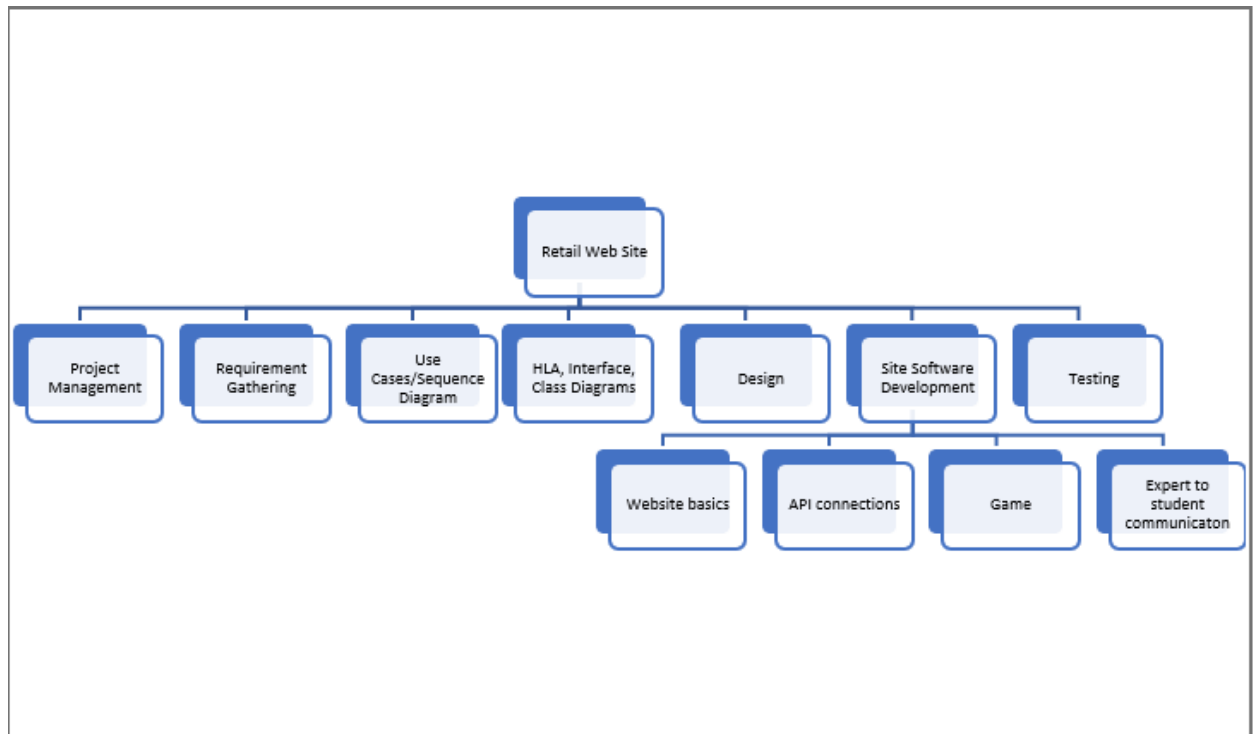 Retail Web Site
Project
Management
Requirement
Gathering
Use
Cases/Sequence
Diagram
HLA, Interface,
Class Diagrams
Design
Site Software
Development
Testing
Website basics
API connections
Game
Expert to
student
communicaton